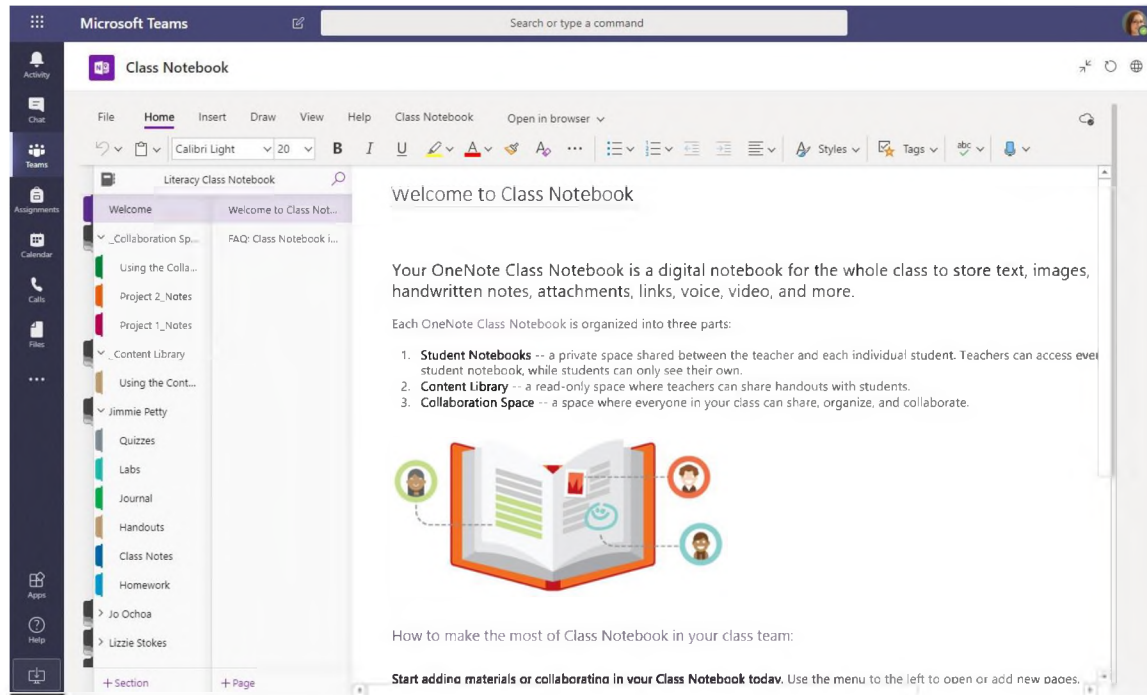 Microsoft Teams
Search or type a command
Activity
Chat
Teams
Assignments
Calendar
Calls
Files
Apps
Help
Class Notebook
File Home Insert Draw View Help Class Notebook Open in browser
Calibri Light 20 B I U A A Styles Tags abc
Literacy Class Notebook
Welcome
_Collaboration Sp...
Using the Colla...
Project 2_Notes
Project 1_Notes
_Content Library
Using the Cont...
Jimmie Petty
Quizzes
Labs
Journal
Handouts
Class Notes
Homework
Jo Ochoa
Lizzie Stokes
+ Section
Welcome to Class Not...
FAQ: Class Notebook i...
+ Page
Welcome to Class Notebook
Your OneNote Class Notebook is a digital notebook for the whole class to store text, images,
handwritten notes, attachments, links, voice, video, and more.
Each OneNote Class Notebook is organized into three parts:
1. Student Notebooks -- a private space shared between the teacher and each individual student. Teachers can access ever
student notebook, while students can only see their own.
2. Content Library -- a read-only space where teachers can share handouts with students.
3. Collaboration Space -- a space where everyone in your class can share, organize, and collaborate.
How to make the most of Class Notebook in your class team:
Start adding materials or collaborating in your Class Notebook today. Use the menu to the left to open or add new pages.